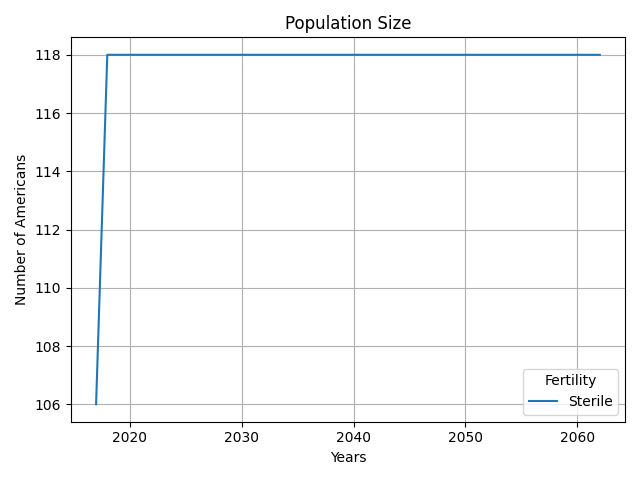 Population Size
Number of Americans
118
116
114
112
110
108
106
2020 2030 2040 2050 2060
Years
Fertility
Sterile